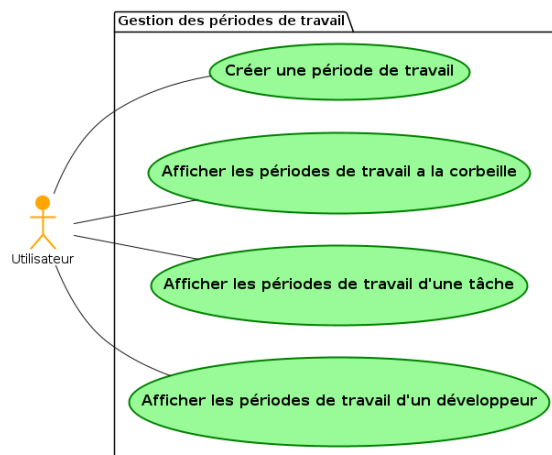 Gestion des périodes de travail
Créer une période de travail
Afficher les périodes de travail a la corbeille
Utilisateur
Afficher les périodes de travail d'une tâche
Afficher les périodes de travail d'un développeur